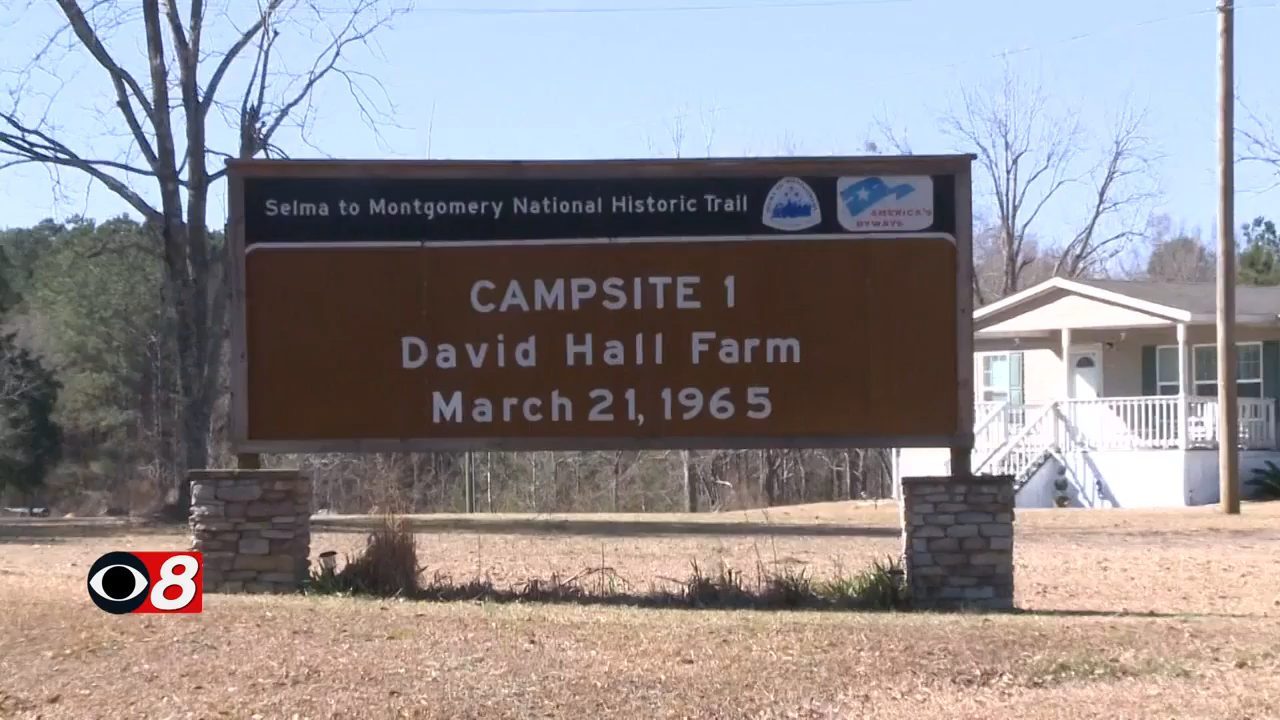 Selma to Montgomery National Historic Trail
AMERICA'S
BYWAYS
CAMPSITE 1
David Hall Farm
March 21, 1965
8